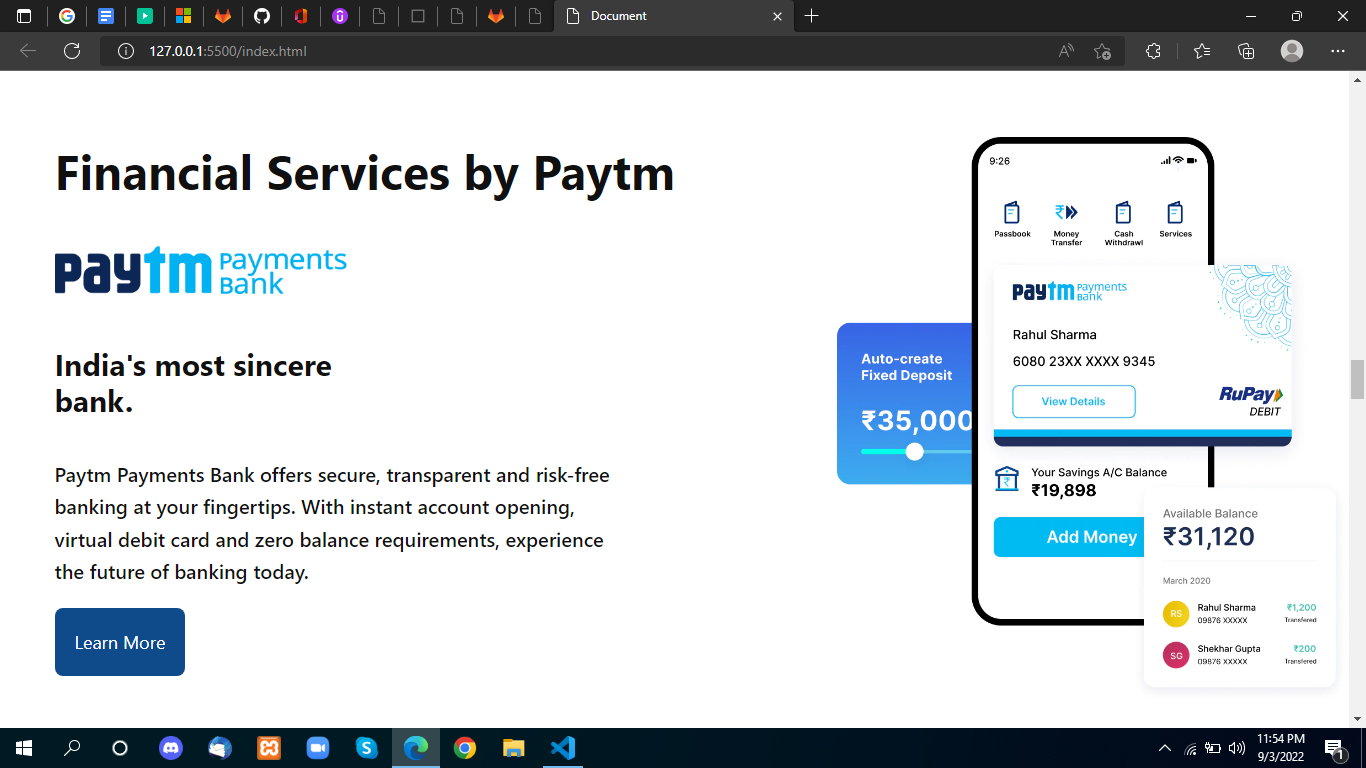 Document
127.0.0.1:5500/index.html
Financial Services by Paytm
paytm Payments
Bank
India's most sincere
bank.
Paytm Payments Bank offers secure, transparent and risk-free
banking at your fingertips. With instant account opening,
virtual debit card and zero balance requirements, experience
the future of banking today.
Learn More
Auto-create
Fixed Deposit
₹35,000
9:26
Passbook
Money
Transfer
Cash
Withdrawl
Services
paytm Payments
Bank
Rahul Sharma
6080 23XX XXXX 9345
View Details
RuPay
DEBIT
Your Savings A/C Balance
₹19,898
Add Money
Available Balance
₹31,120
March 2020
RS
Rahul Sharma
₹1,200
09876 XXXXX
Transfered
SG
Shekhar Gupta
₹200
09876 XXXXX
Transfered
11:54 PM
9/3/2022
1